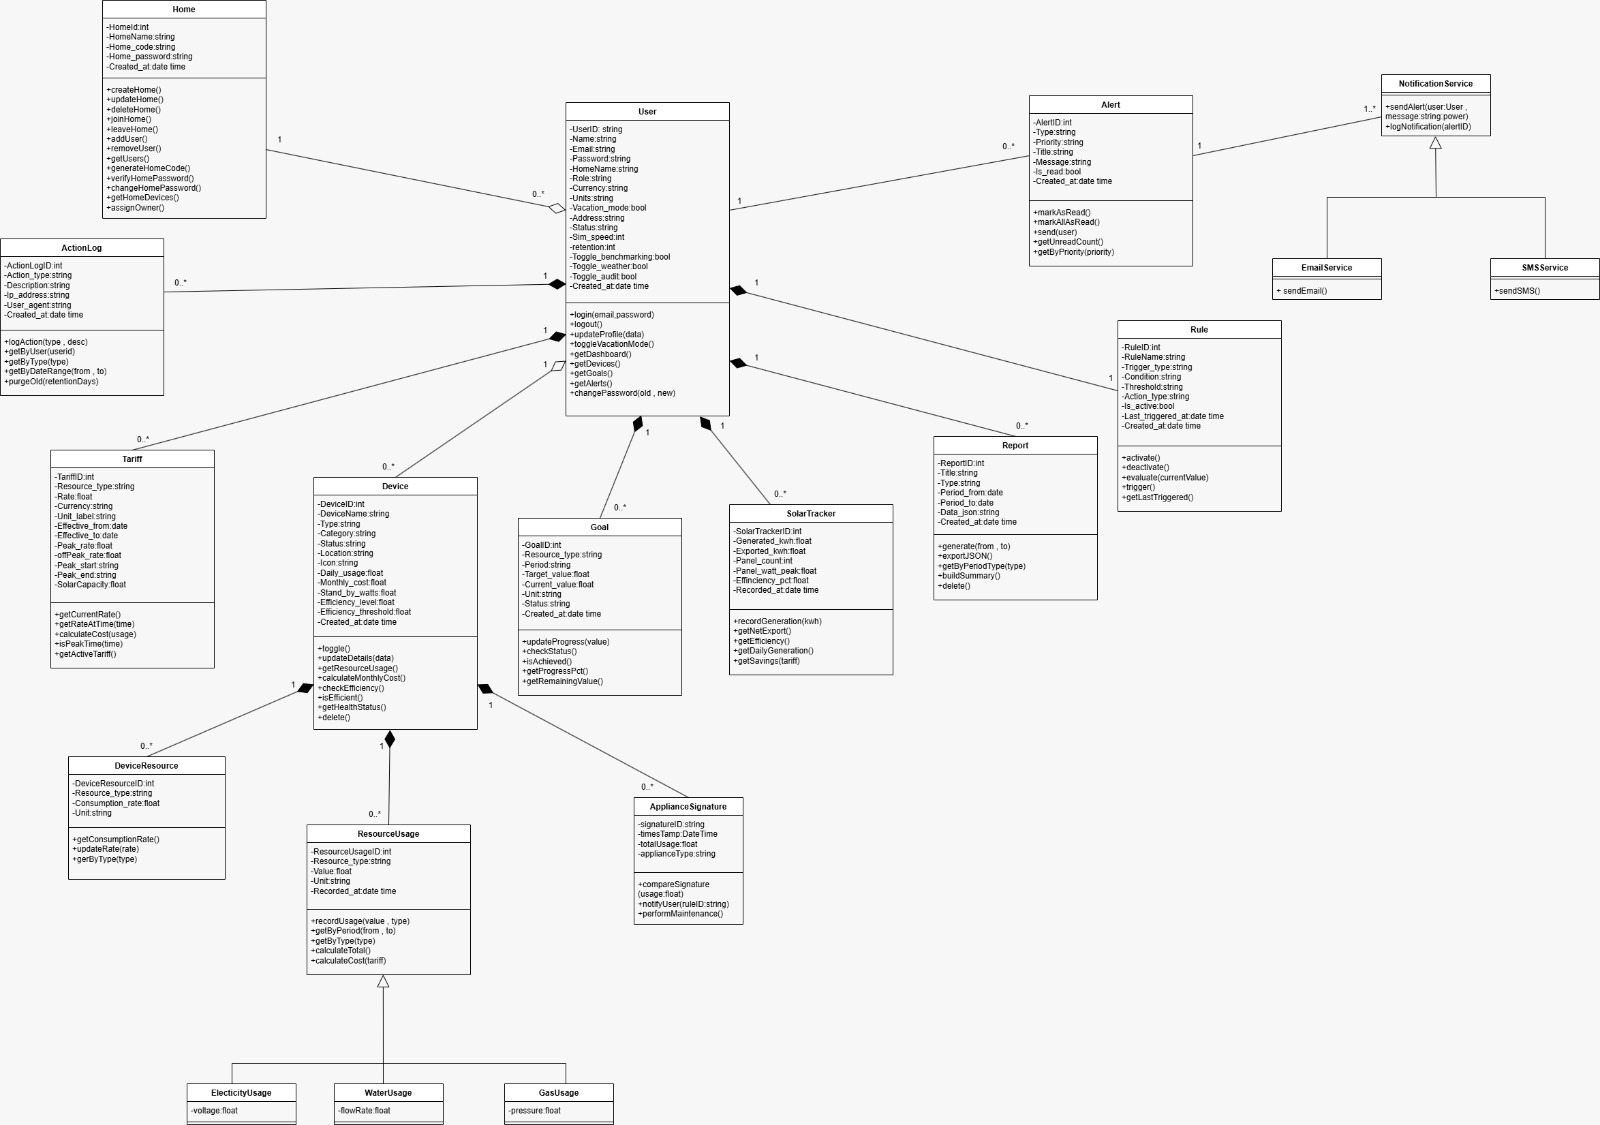 Home
-HomeId:int
-HomeName:string
-Home_code:string
-Home_password:string
-Created_at:date time
+createHome()
+updateHome()
+deleteHome()
+joinHome()
+leaveHome()
+addUser()
+removeUser()
+getUsers()
+generateHomeCode()
+verifyHomePassword()
+changeHomePassword()
+getHomeDevices()
+assignOwner()
1
0..*
User
-UserID: string
-Name:string
-Email:string
-Password:string
-HomeName:string
-Role:string
-Currency:string
-Units:string
-Vacation_mode:bool
-Address:string
-Status:string
-Sim_speed:int
-retention:int
-Toggle_benchmarking:bool
-Toggle_weather:bool
-Toggle_audit:bool
-Created_at:date time
+login(email,password)
+logout()
+updateProfile(data)
+toggleVacationMode()
+getDashboard()
+getDevices()
+getGoals()
+getAlerts()
+changePassword(old , new)
1
0..*
Alert
-AlertID:int
-Type:string
-Priority:string
-Title:string
-Message:string
-Is_read:bool
-Created_at:date time
+markAsRead()
+markAllAsRead()
+send(user)
+getUnreadCount()
+getByPriority(priority)
1
1..*
NotificationService
+sendAlert(user:User ,
message:string:power)
+logNotification(alertID)
EmailService
+ sendEmail()
SMSService
+sendSMS()
ActionLog
-ActionLogID:int
-Action_type:string
-Description:string
-Ip_address:string
-User_agent:string
-Created_at:date time
+logAction(type , desc)
+getByUser(userid)
+getByType(type)
+getByDateRange(from , to)
+purgeOld(retentionDays)
0..*
1
1
1
1
1
1
1
1
Rule
-RuleID:int
-RuleName:string
-Trigger_type:string
-Condition:string
-Threshold:string
-Action_type:string
-Is_active:bool
-Last_triggered_at:date time
-Created_at:date time
+activate()
+deactivate()
+evaluate(currentValue)
+trigger()
+getLastTriggered()
0..*
Report
-ReportID:int
-Title:string
-Type:string
-Period_from:date
-Period_to:date
-Data_json:string
-Created_at:date time
+generate(from , to)
+exportJSON()
+getByPeriodType(type)
+buildSummary()
+delete()
0..*
Tariff
-TariffID:int
-Resource_type:string
-Rate:float
-Currency:string
-Unit_label:string
-Effective_from:date
-Effective_to:date
-Peak_rate:float
-offPeak_rate:float
-Peak_start:string
-Peak_end:string
-SolarCapacity:float
+getCurrentRate()
+getRateAtTime(time)
+calculateCost(usage)
+isPeakTime(time)
+getActiveTariff()
0..*
Device
-DeviceID:int
-DeviceName:string
-Type:string
-Category:string
-Status:string
-Location:string
-Icon:string
-Daily_usage:float
-Monthly_cost:float
-Stand_by_watts:float
-Efficiency_level:float
-Efficiency_threshold:float
-Created_at:date time
+toggle()
+updateDetails(data)
+getResourceUsage()
+calculateMonthlyCost()
+checkEfficiency()
+isEfficient()
+getHealthStatus()
+delete()
0..*
Goal
-GoalID:int
-Resource_type:string
-Period:string
-Target_value:float
-Current_value:float
-Unit:string
-Status:string
-Created_at:date time
+updateProgress(value)
+checkStatus()
+isAchieved()
+getProgressPct()
+getRemainingValue()
0..*
SolarTracker
-SolarTrackerID:int
-Generated_kwh:float
-Exported_kwh:float
-Panel_count:int
-Panel_watt_peak:float
-Effinciency_pct:float
-Recorded_at:date time
+recordGeneration(kwh)
+getNetExport()
+getEfficiency()
+getDailyGeneration()
+getSavings(tariff)
1
1
1
0..*
DeviceResource
-DeviceResourceID:int
-Resource_type:string
-Consumption_rate:float
-Unit:string
+getConsumptionRate()
+updateRate(rate)
+gerByType(type)
0..*
ResourceUsage
-ResourceUsageID:int
-Resource_type:string
-Value:float
-Unit:string
-Recorded_at:date time
+recordUsage(value , type)
+getByPeriod(from , to)
+getByType(type)
+calculateTotal()
+calculateCost(tariff)
0..*
ApplianceSignature
-signatureID:string
-timesTamp:DateTime
-totalUsage:float
-applianceType:string
+compareSignature
(usage:float)
+notifyUser(ruleID:string)
+performMaintenance()
ElecticityUsage
-voltage:float
WaterUsage
-flowRate:float
GasUsage
-pressure:float